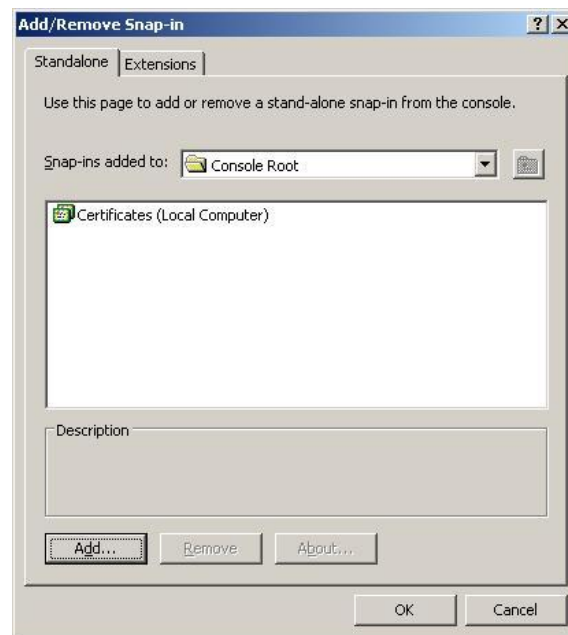 Add/Remove Snap-in
Standalone Extensions
Use this page to add or remove a stand-alone snap-in from the console.
Snap-ins added to: Console Root
Certificates (Local Computer)
Description
Add... Remove About...
OK Cancel